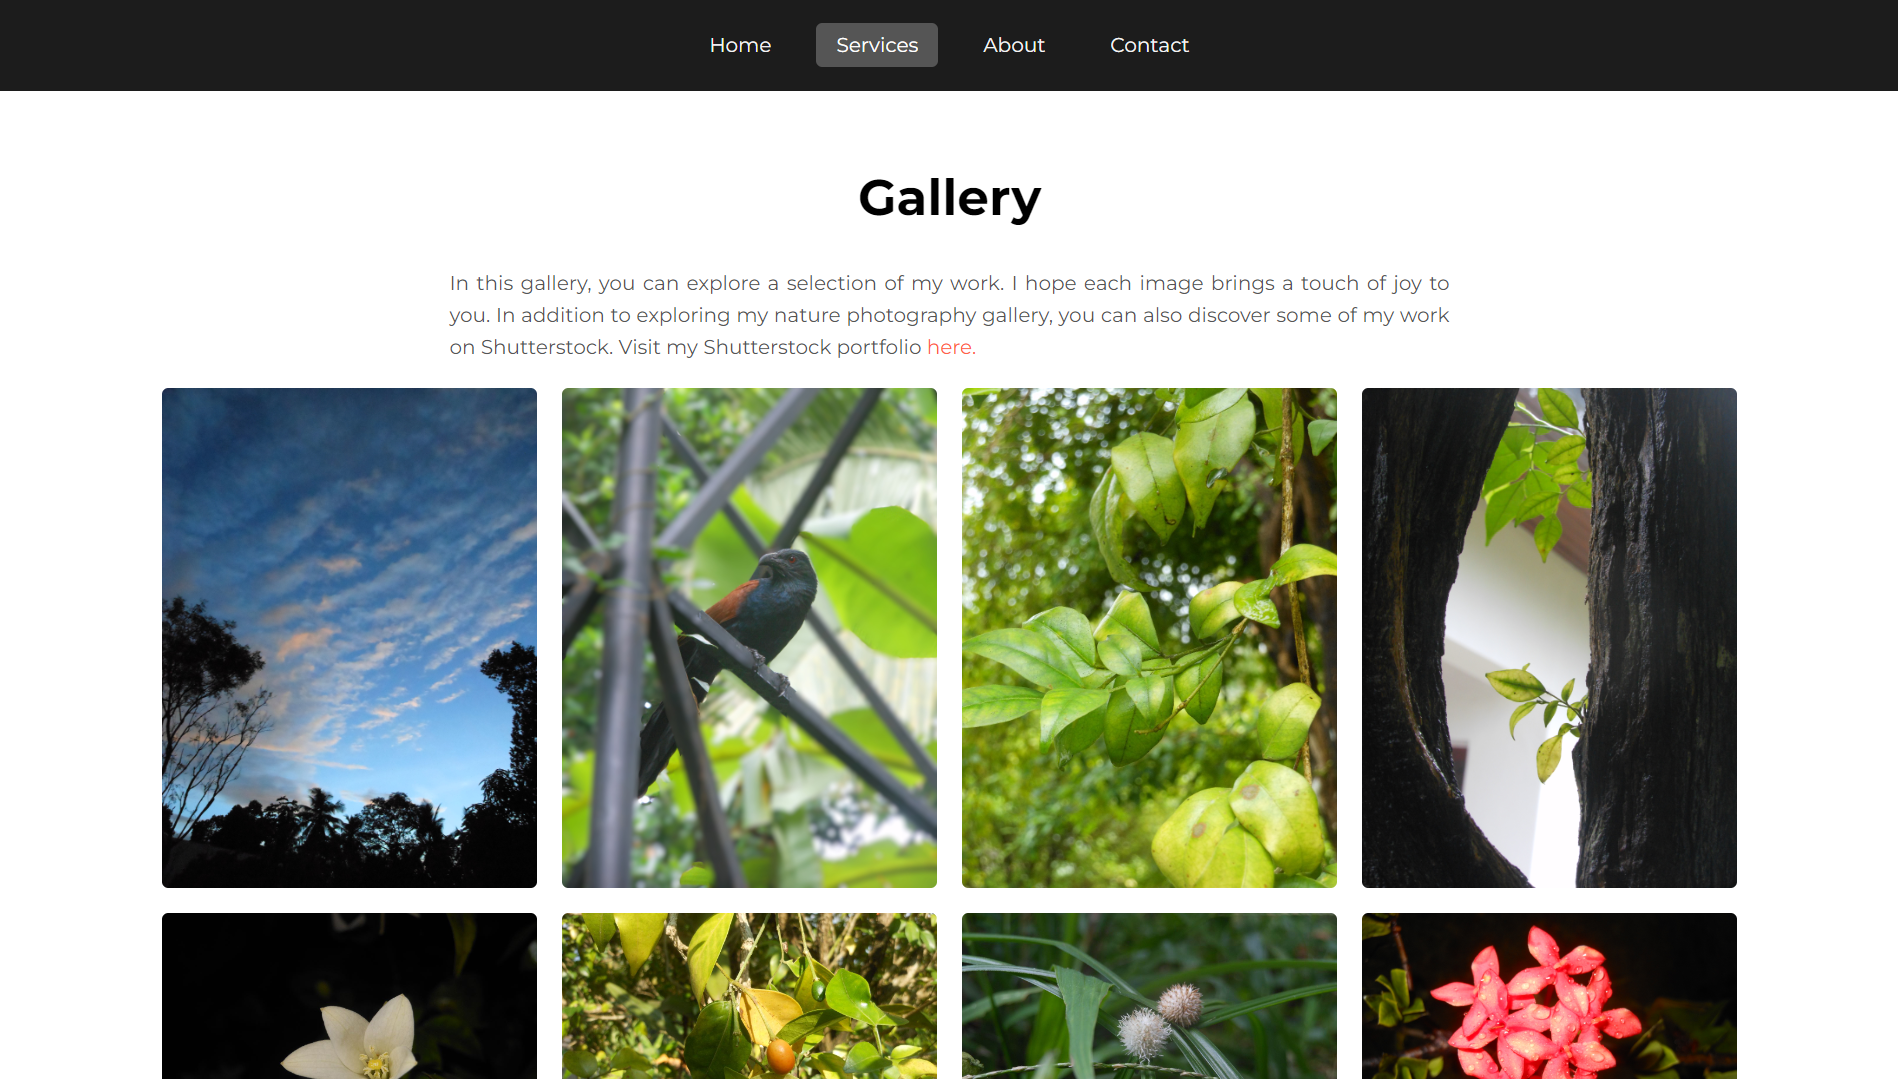 Home Services About Contact
Gallery
In this gallery, you can explore a selection of my work. I hope each image brings a touch of joy to
you. In addition to exploring my nature photography gallery, you can also discover some of my work
on Shutterstock. Visit my Shutterstock portfolio here.